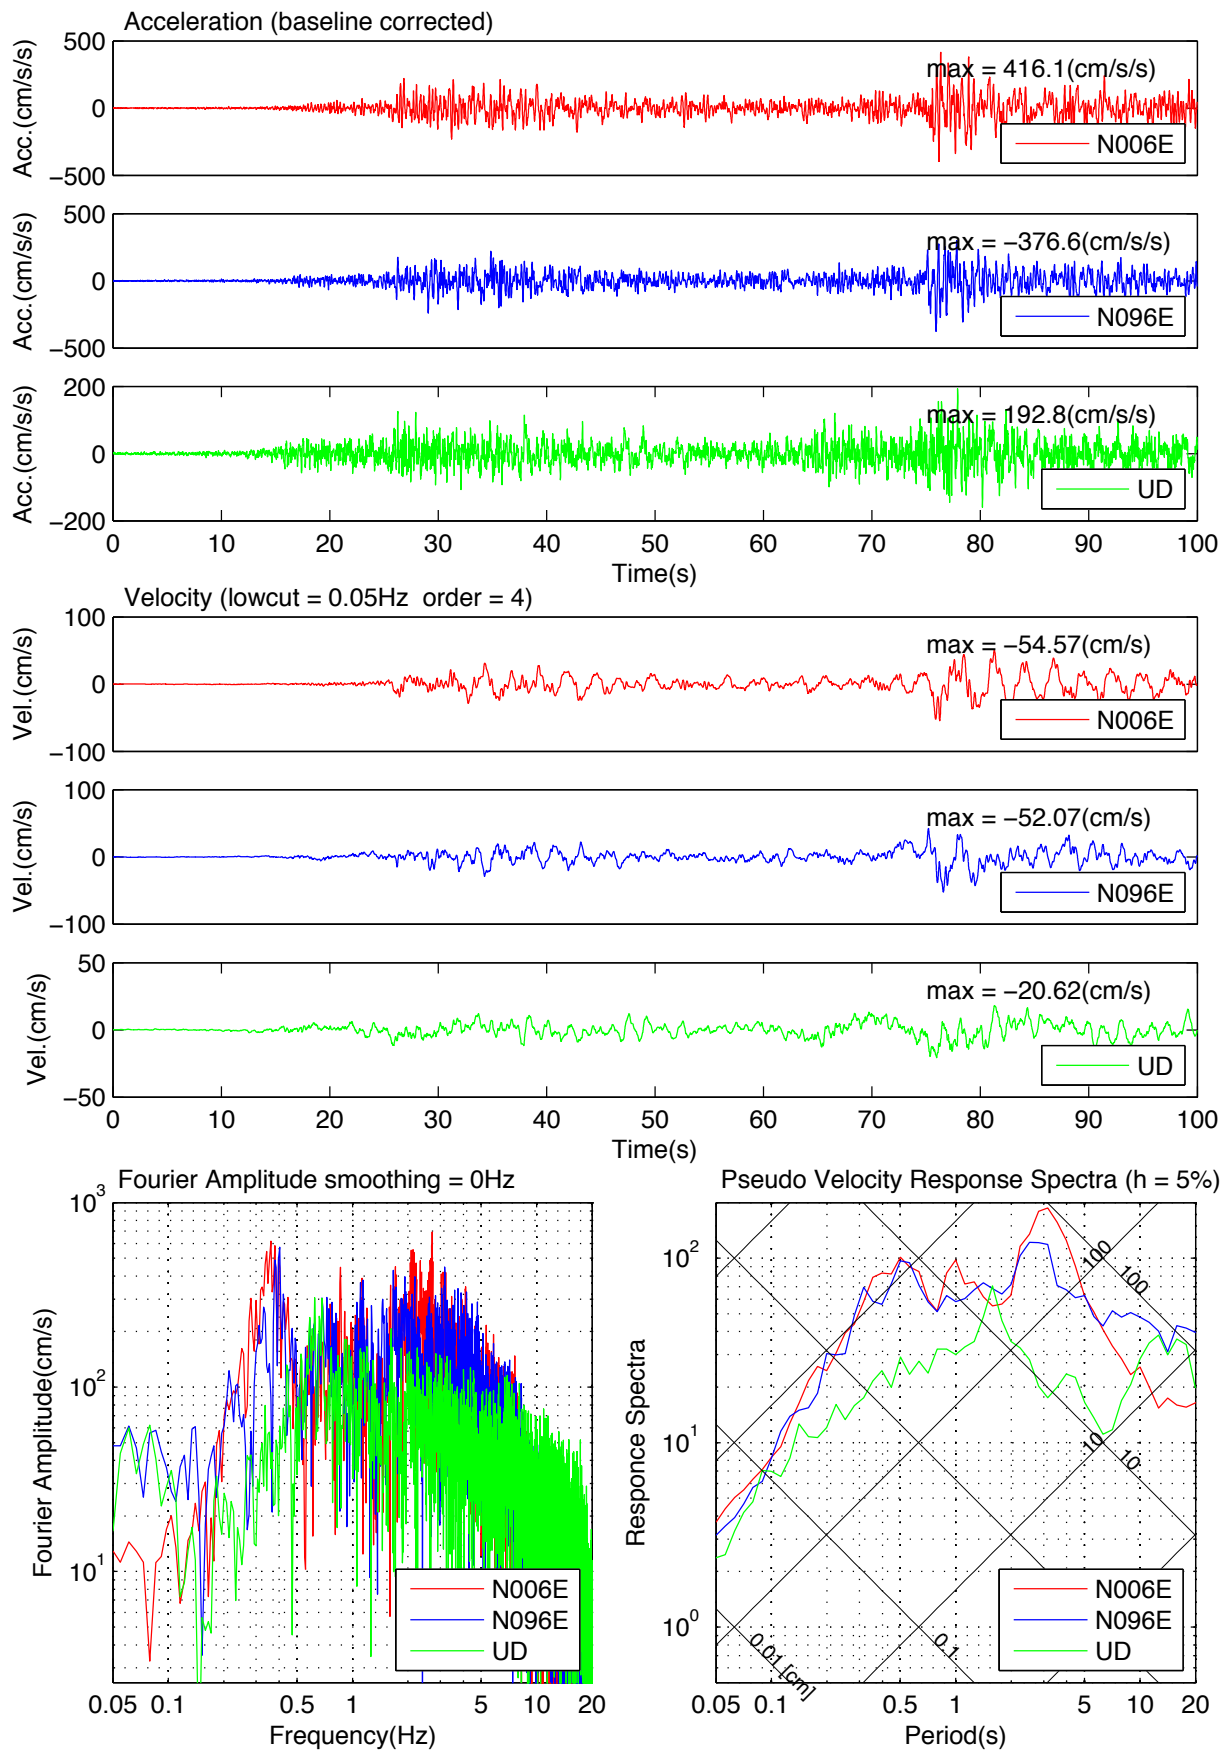 Acceleration (baseline corrected)
500
0
−500
Acc.(cm/s/s)
max = 416.1(cm/s/s)
N006E
500
0
−500
Acc.(cm/s/s)
max = −376.6(cm/s/s)
N096E
200
0
−200
Acc.(cm/s/s)
max = 192.8(cm/s/s)
UD
0 10 20 30 40 50 60 70 80 90 100
Time(s)
Velocity (lowcut = 0.05Hz order = 4)
100
0
−100
Vel.(cm/s)
max = −54.57(cm/s)
N006E
100
0
−100
Vel.(cm/s)
max = −52.07(cm/s)
N096E
50
0
−50
Vel.(cm/s)
max = −20.62(cm/s)
UD
0 10 20 30 40 50 60 70 80 90 100
Time(s)
Fourier Amplitude smoothing = 0Hz
10³
10²
10¹
Fourier Amplitude(cm/s)
N006E
N096E
UD
0.05 0.1 0.5 1 5 10 20
Frequency(Hz)
Pseudo Velocity Response Spectra (h = 5%)
10²
10¹
10⁰
Responce Spectra
100
100
10
10
0.1
0.01 [cm]
N006E
N096E
UD
0.05 0.1 0.5 1 5 10 20
Period(s)